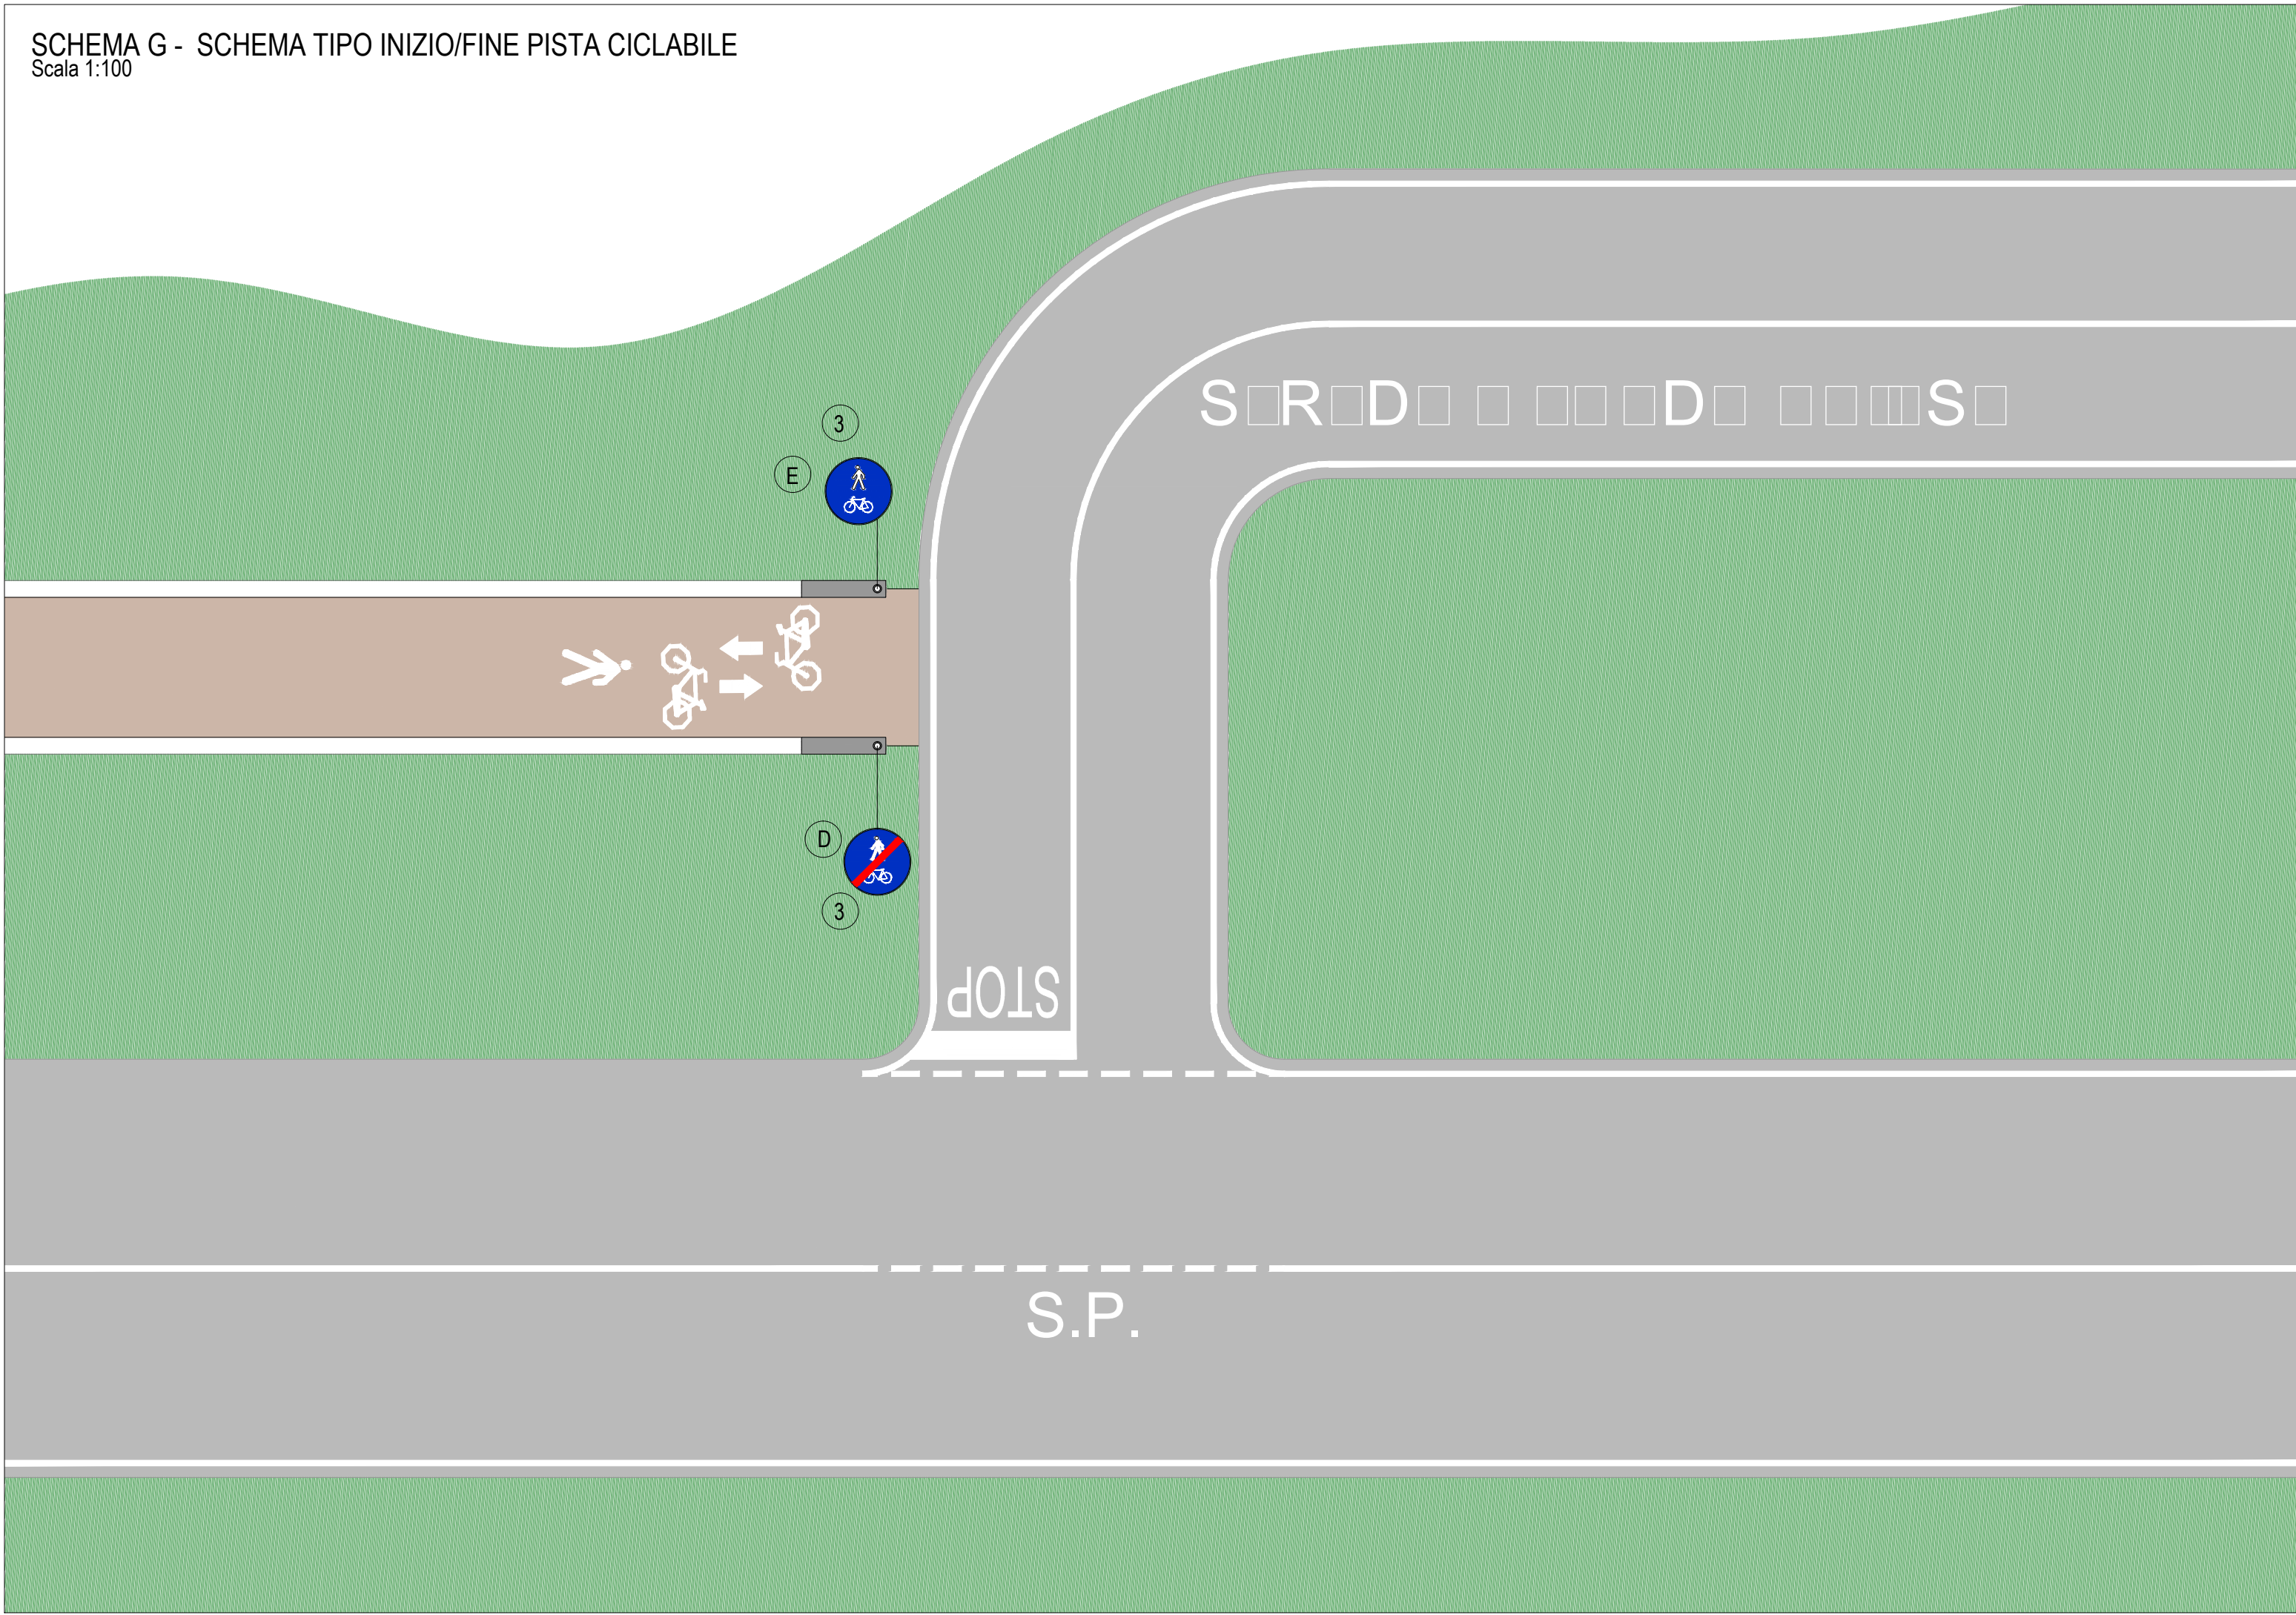 SCHEMA G - SCHEMA TIPO INIZIO/FINE PISTA CICLABILE
Scala 1:100
3
E
D
3
STOP
S.P.